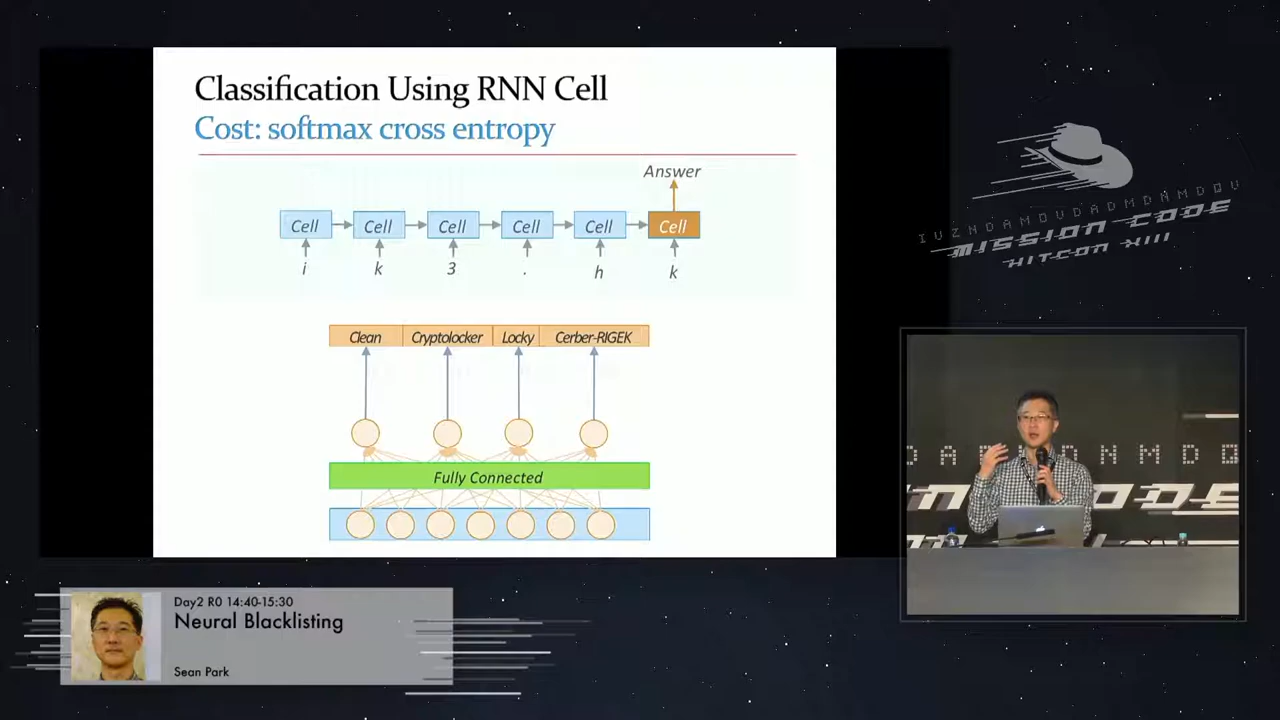 Classification Using RNN Cell
Cost: softmax cross entropy
Answer
Cell Cell Cell Cell Cell Cell
i k 3 . h k
Clean Cryptolocker Locky Cerber-RIGEK
Fully Connected
IVZNDAMOVDADMDAMDQV
MISSION CODE
HITCON XIII
Day2 R0 14:40-15:30
Neural Blacklisting
Sean Park